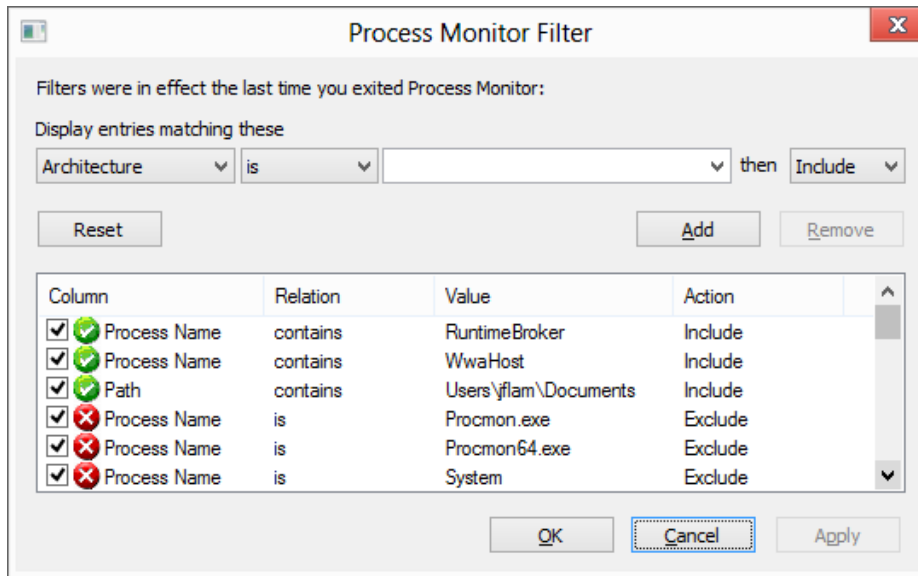 Process Monitor Filter
X
Filters were in effect the last time you exited Process Monitor:
Display entries matching these
Architecture is then Include
Reset Add Remove
Column Relation Value Action
Process Name contains RuntimeBroker Include
Process Name contains WwaHost Include
Path contains Users\jflam\Documents Include
Process Name is Procmon.exe Exclude
Process Name is Procmon64.exe Exclude
Process Name is System Exclude
OK Cancel Apply